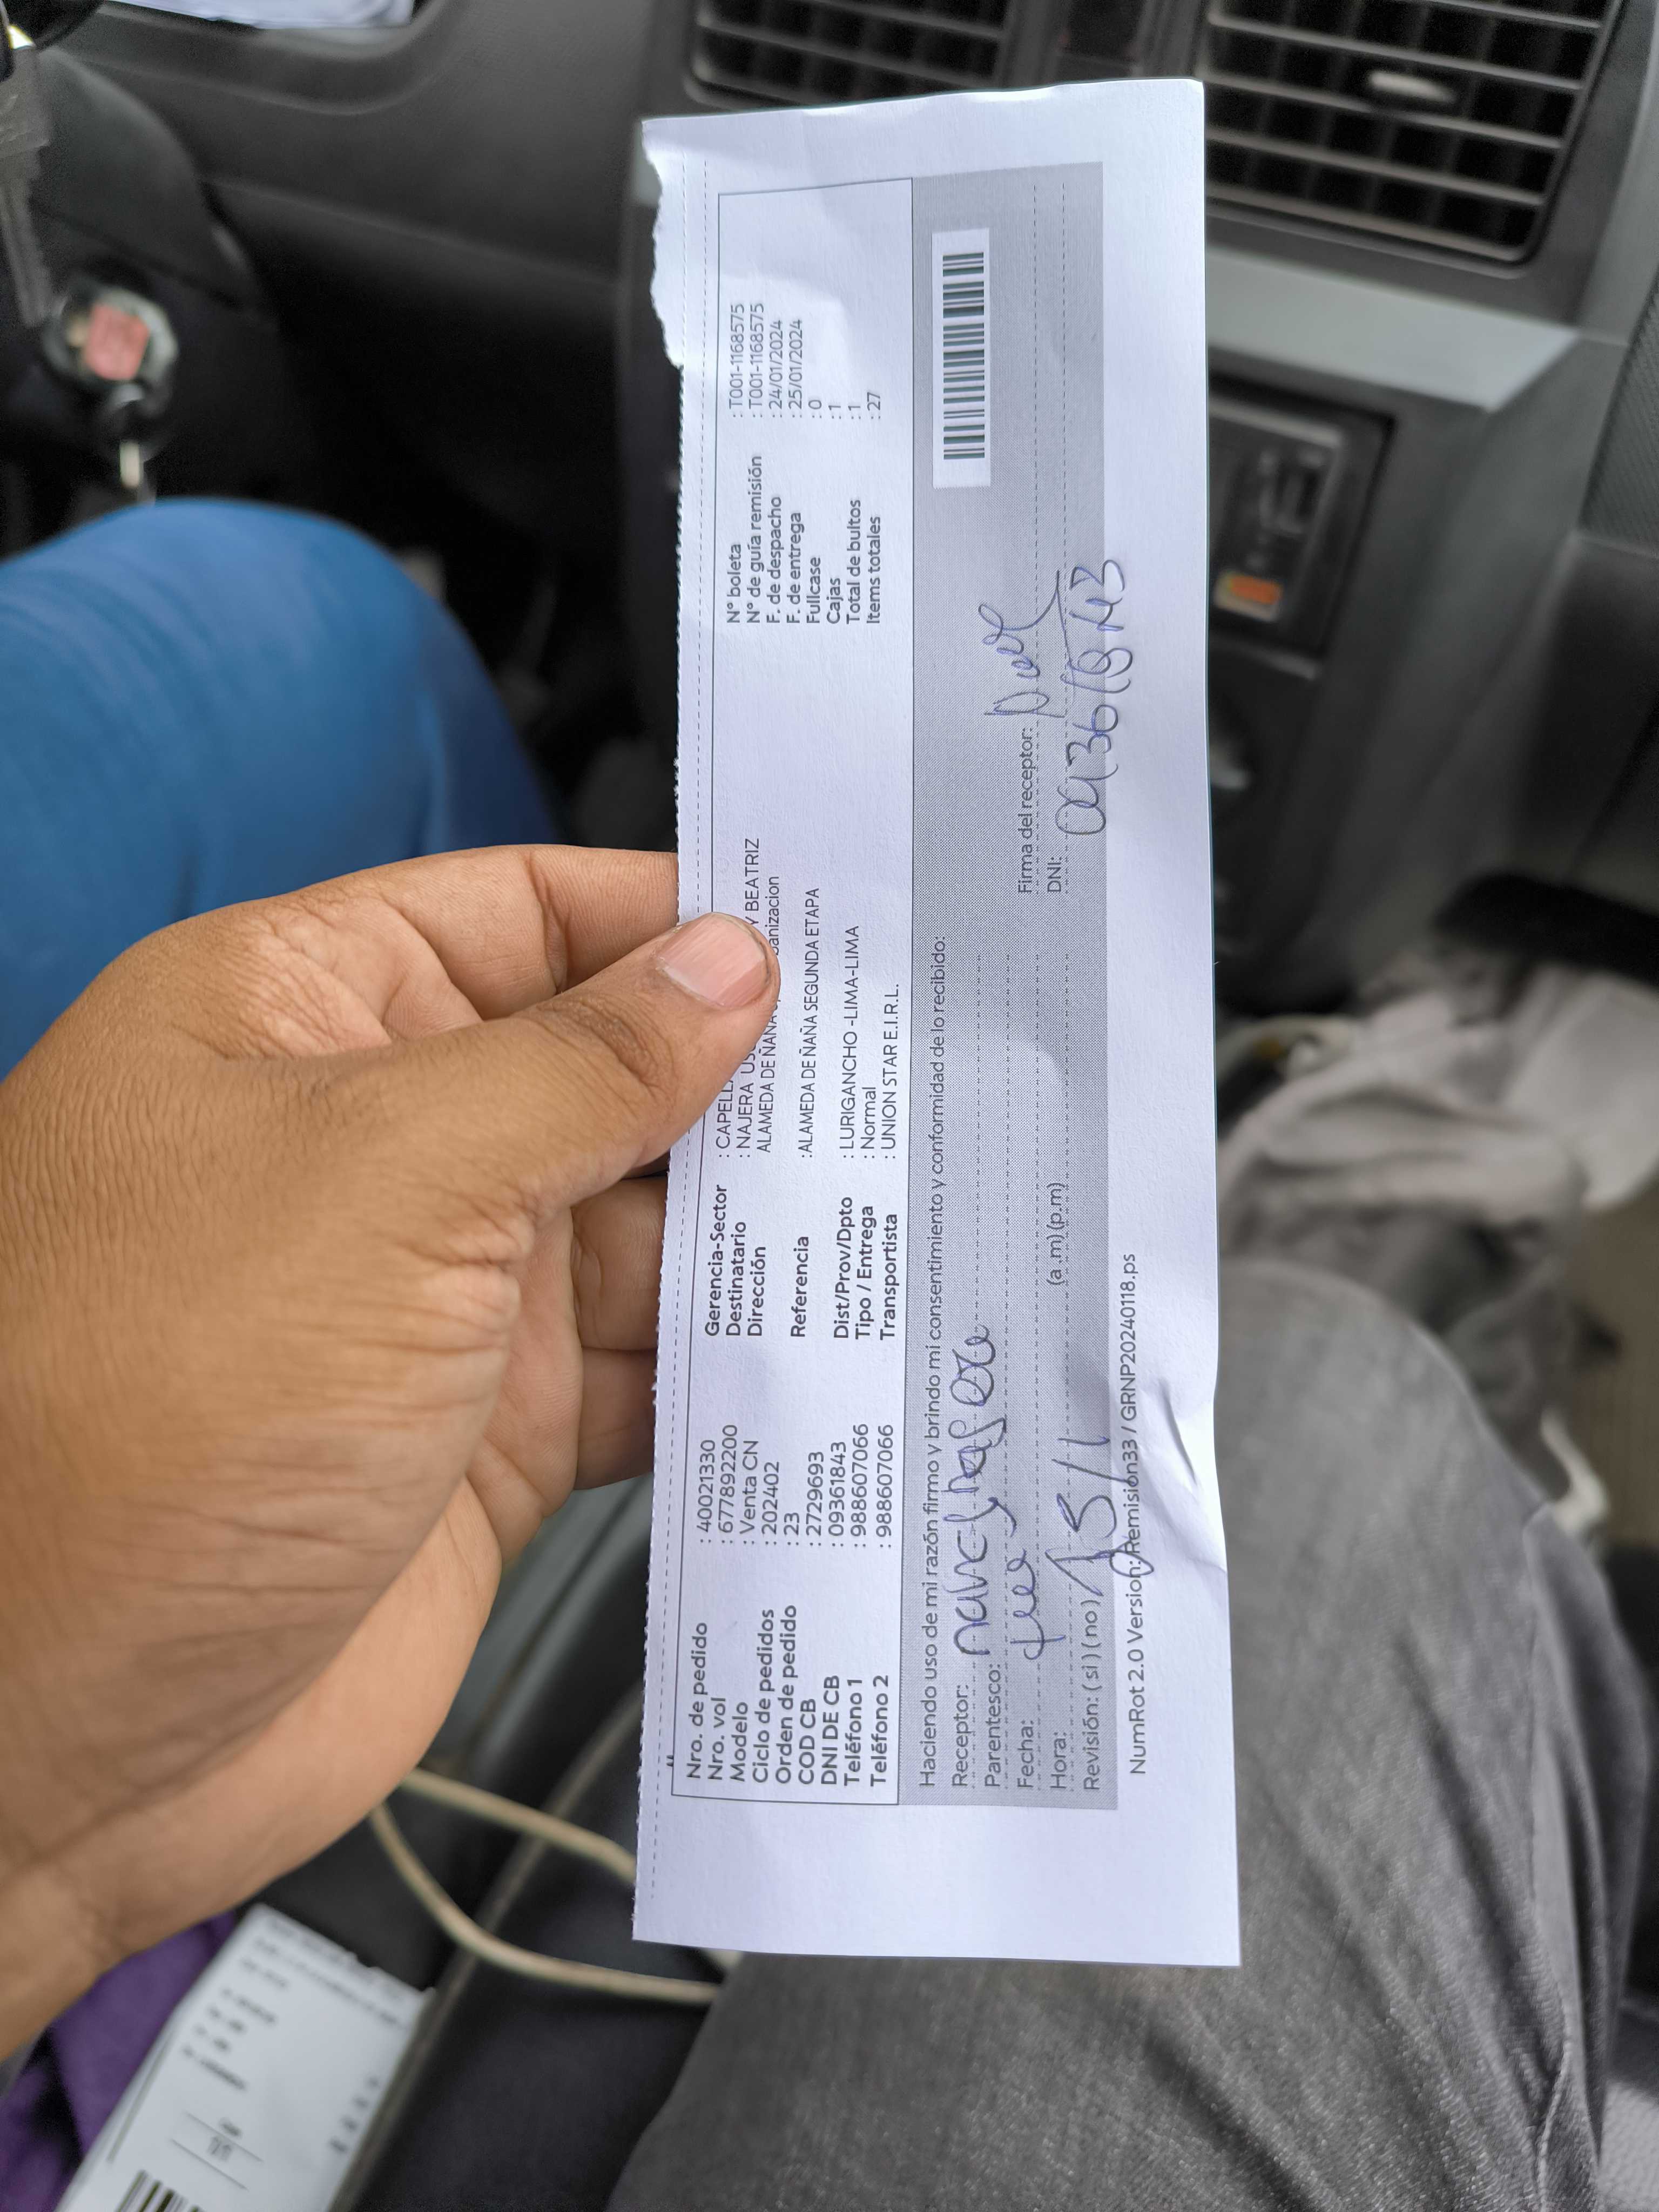 Nro. de pedido : 40021330
Nro. vol : 677892200
Modelo : Venta CN
Ciclo de pedidos : 202402
Orden de pedido : 23
COD CB : 2729693
DNI DE CB : 09361843
Teléfono 1 : 988607066
Teléfono 2 : 988607066
Gerencia-Sector : CAPELL
Destinatario : NAJERA BEATRIZ
Dirección ALAMEDA DE ÑAÑA
Referencia :ALAMEDA DE ÑAÑA SEGUNDA ETAPA
Dist/Prov/Dpto : LURIGANCHO -LIMA-LIMA
Tipo / Entrega : Normal
Transportista : UNION STAR E.I.R.L.
N° boleta : T001-1168575
N° de guía remisión : T001-1168575
F. de despacho : 24/01/2024
F. de entrega : 25/01/2024
Fullcase : 0
Cajas : 1
Total de bultos : 1
Items totales : 27
Haciendo uso de mi razón firmo y brindo mi consentimiento y conformidad de lo recibido:
Receptor:
Parentesco:
Fecha:
Hora: (a .m) (p.m)
Revisión: ( si ) ( no )
Firma del receptor:
DNI: 09361843
NumRot 2.0 Version: Remision33 / GRNP20240118.ps